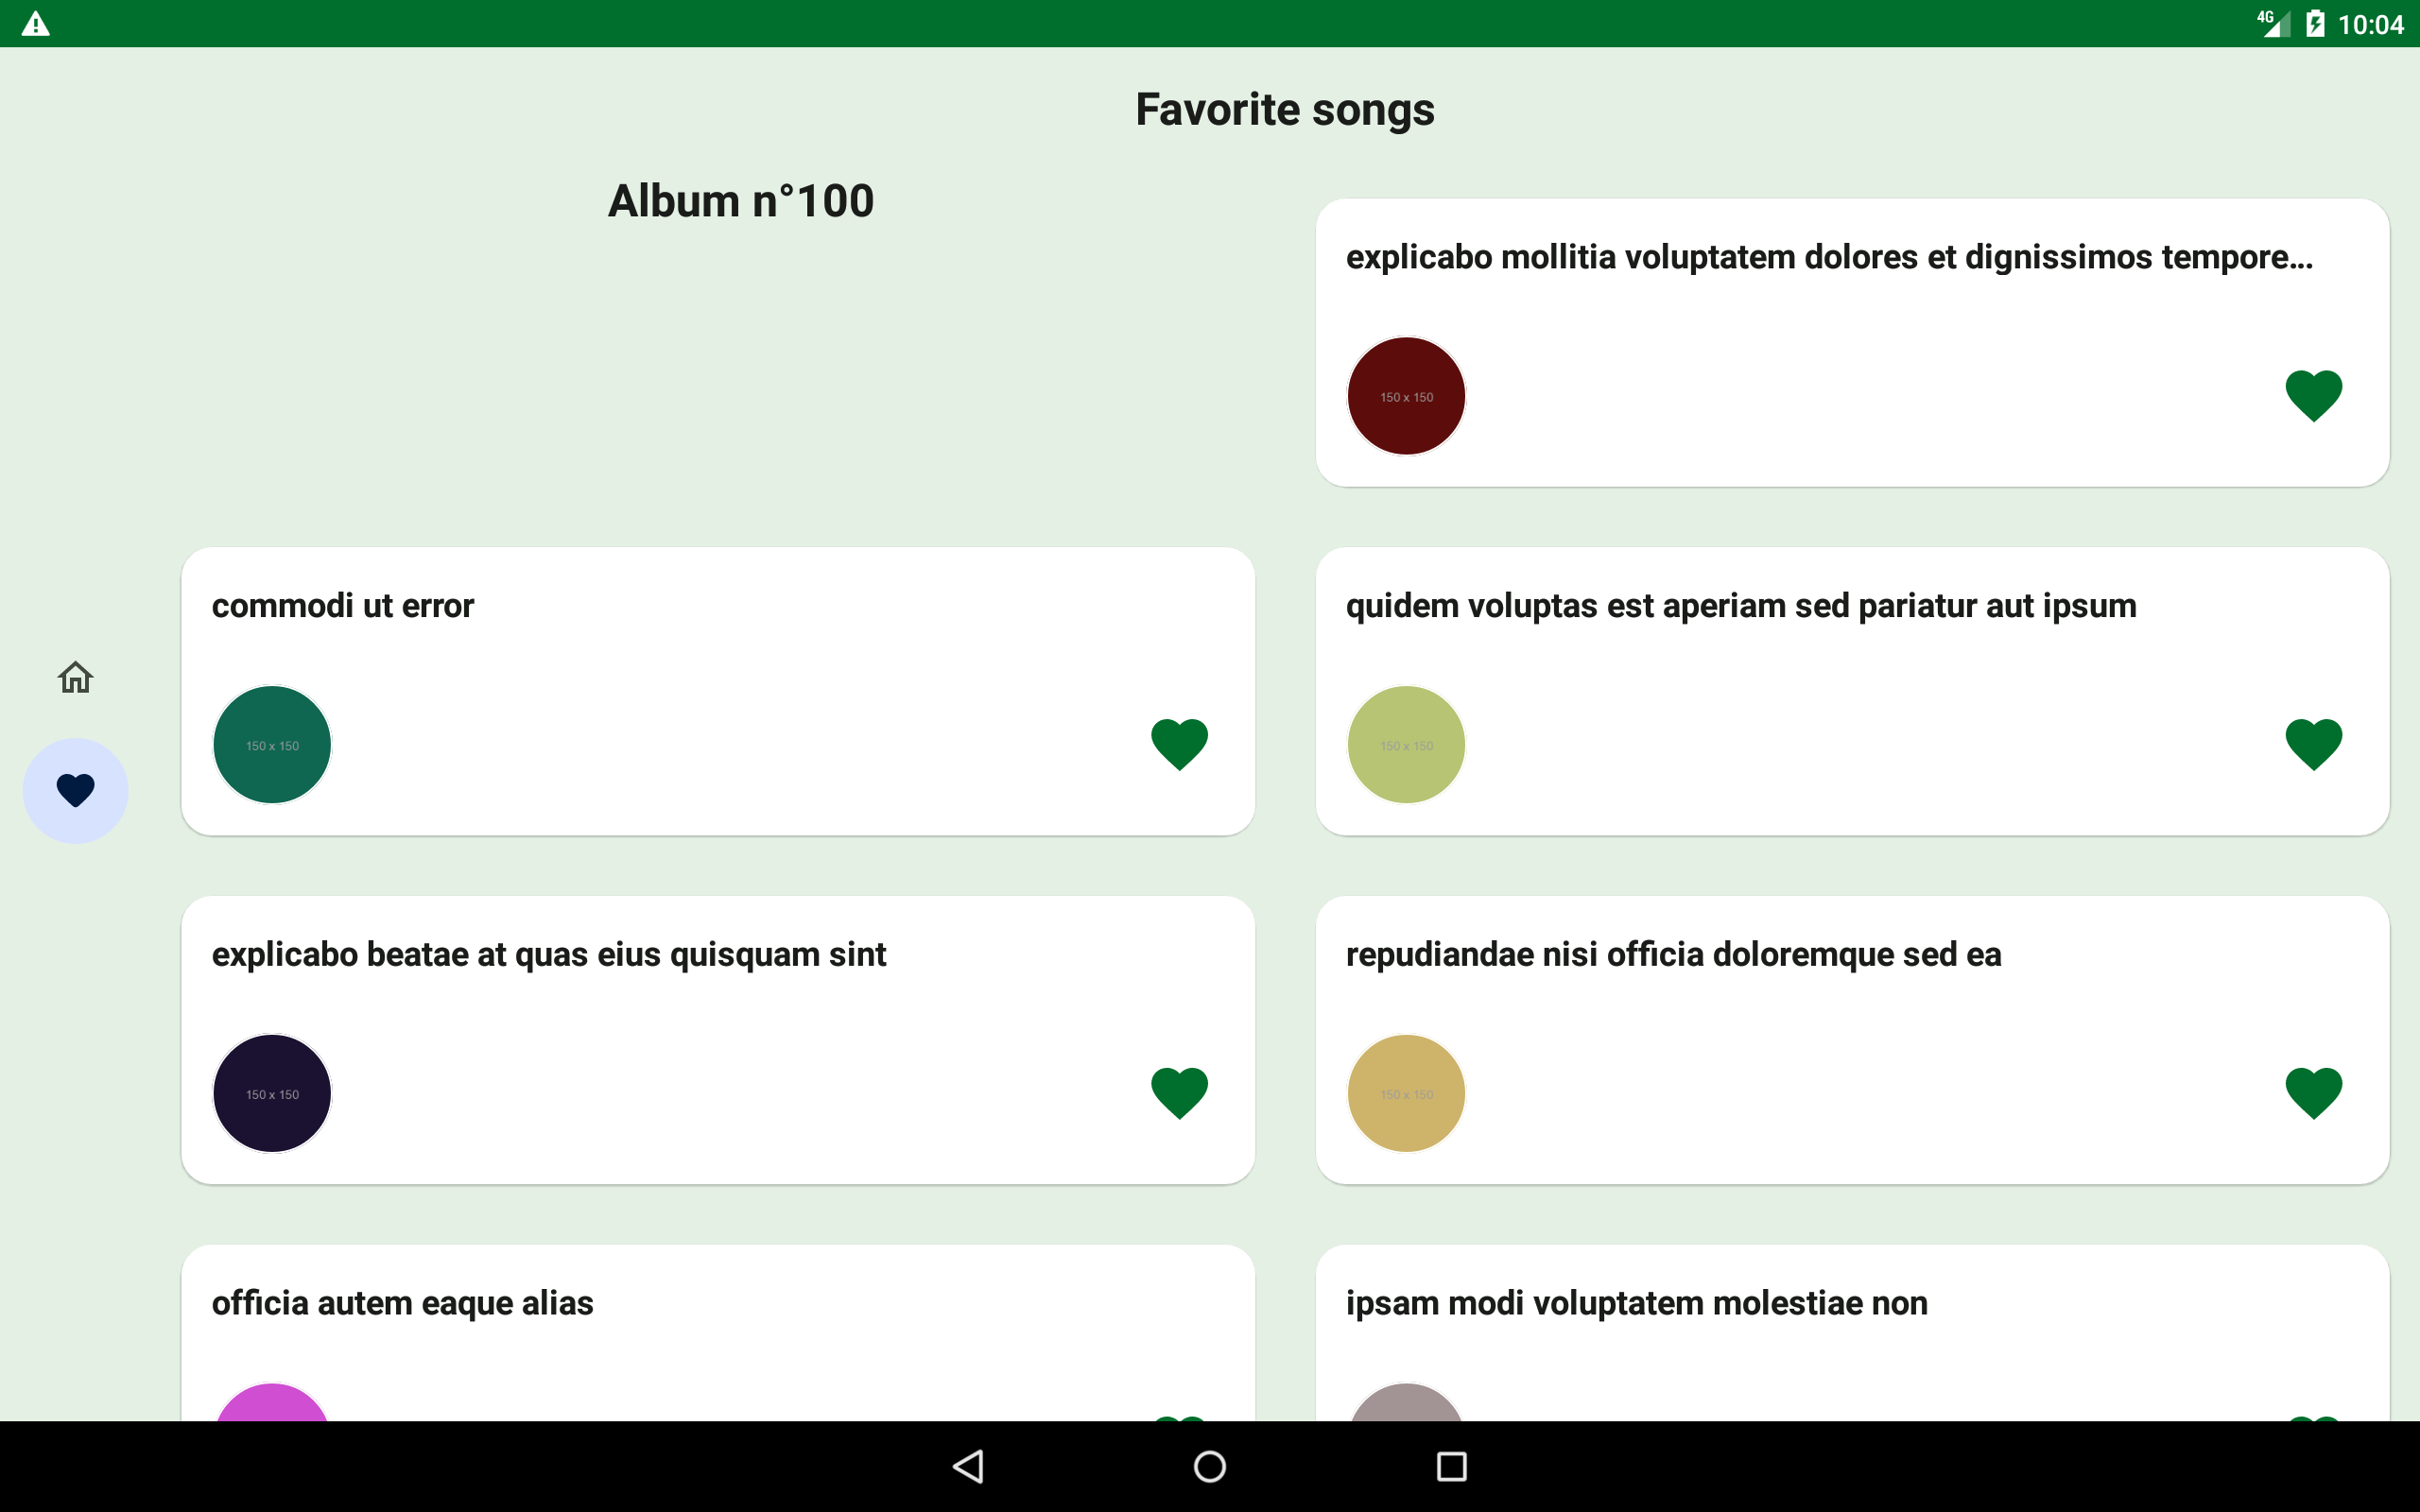 4G 10:04
Favorite songs
Album n°100
explicabo mollitia voluptatem dolores et dignissimos tempore...
150 x 150
commodi ut error
150 x 150
quidem voluptas est aperiam sed pariatur aut ipsum
150 x 150
explicabo beatae at quas eius quisquam sint
150 x 150
repudiandae nisi officia doloremque sed ea
150 x 150
officia autem eaque alias
ipsam modi voluptatem molestiae non